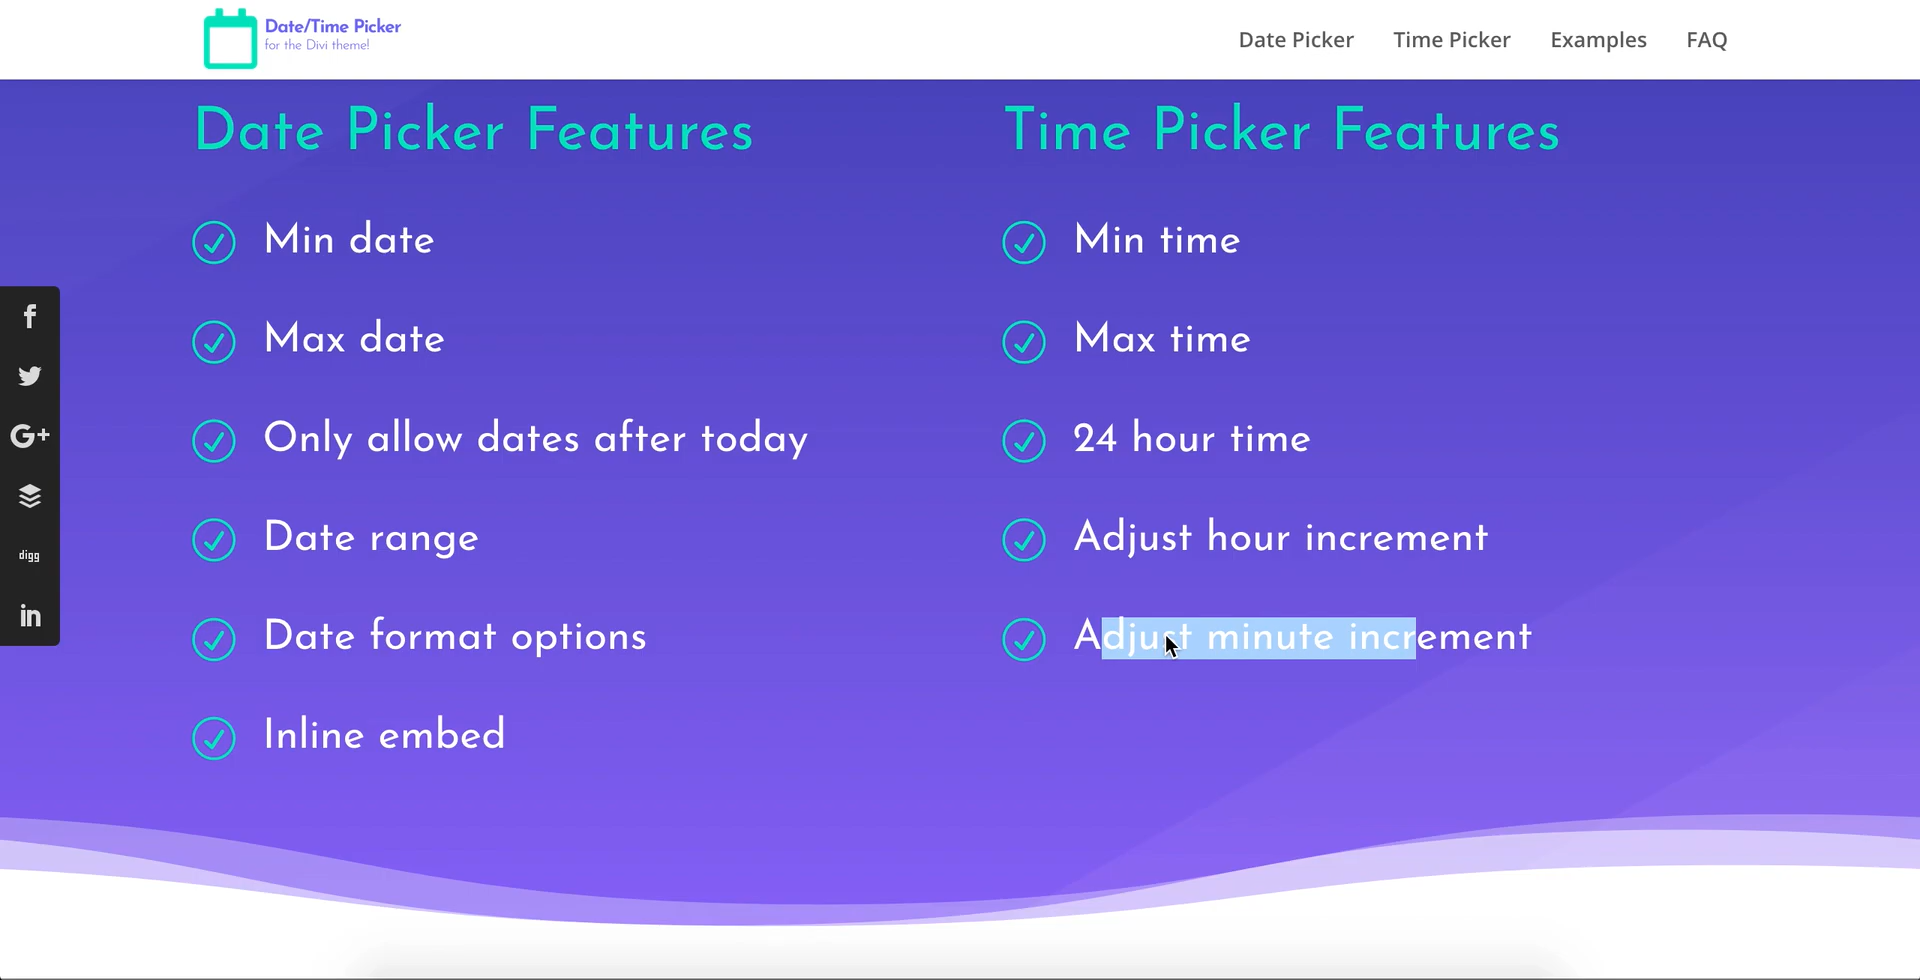 Date/Time Picker
for the Divi theme!
Date Picker
Time Picker
Examples
FAQ
Date Picker Features
Min date
Max date
Only allow dates after today
Date range
Date format options
Inline embed
Time Picker Features
Min time
Max time
24 hour time
Adjust hour increment
Adjust minute increment
f
G+
digg
in